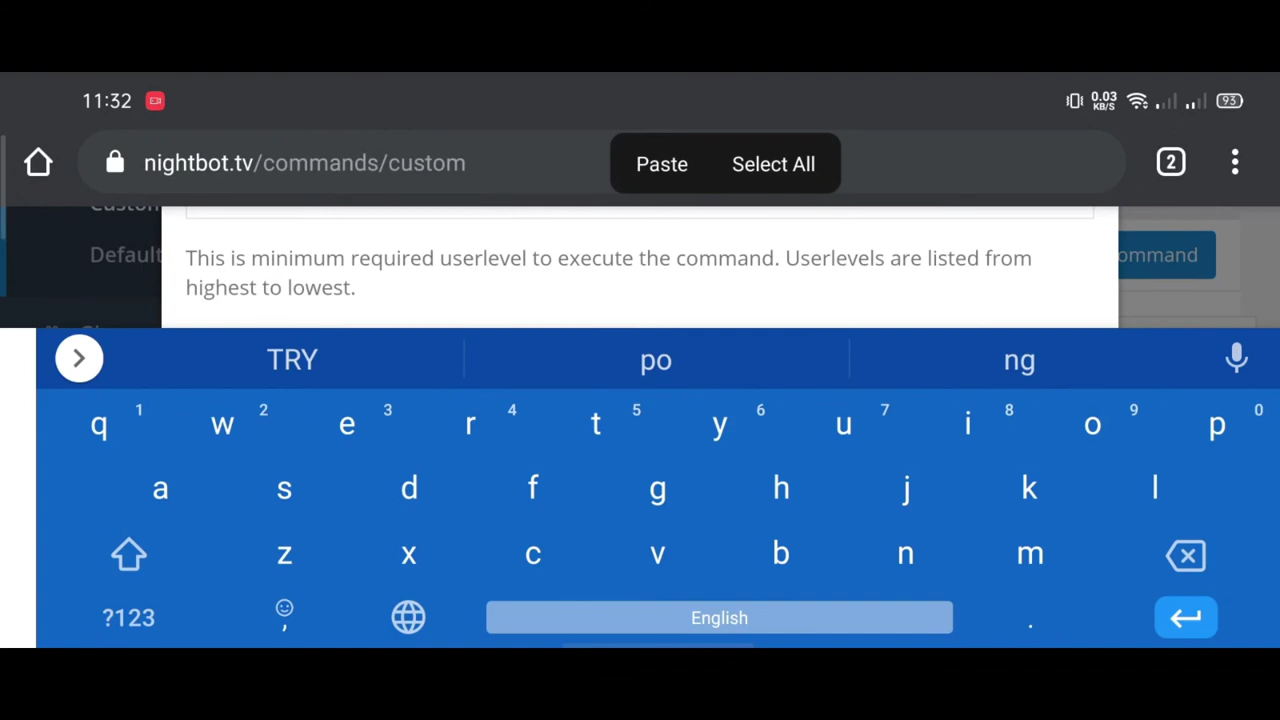 11:32 0.03 KB/S 93
nightbot.tv/commands/custom Paste Select All 2
Custom
Default ommand
This is minimum required userlevel to execute the command. Userlevels are listed from
highest to lowest.
TRY po ng
q 1 w 2 e 3 r 4 t 5 y 6 u 7 i 8 o 9 p 0
a s d f g h j k l
z x c v b n m
?123 , English .